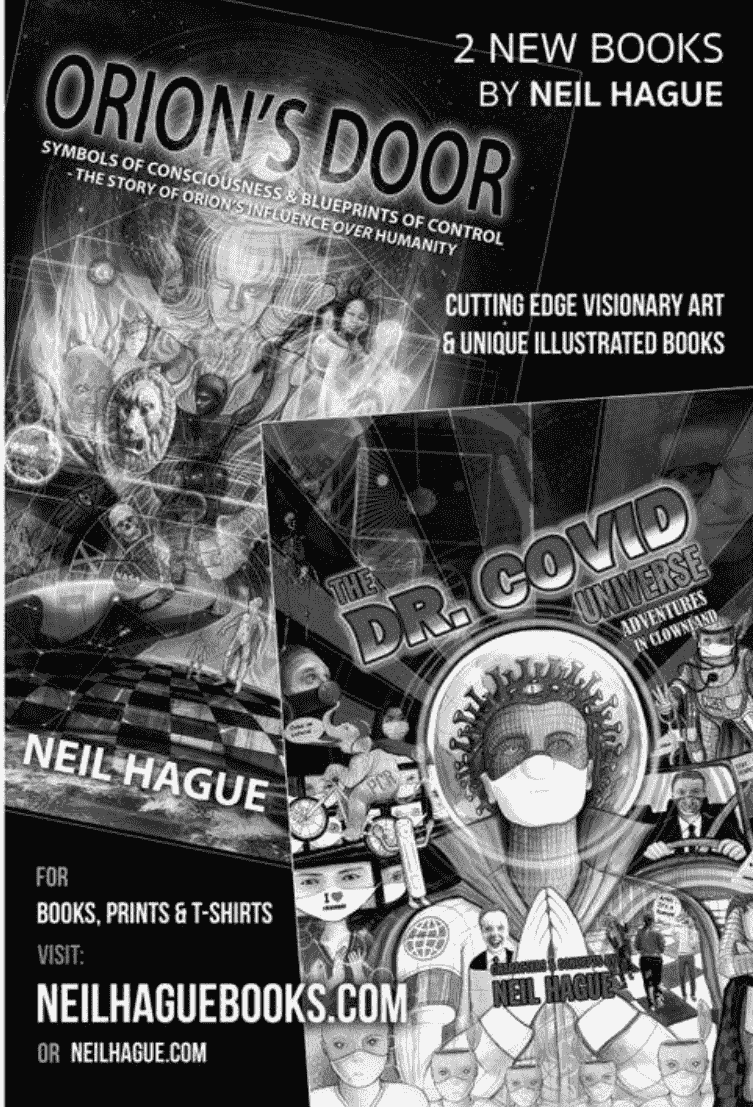 2 NEW BOOKS
BY NEIL HAGUE
ORION'S DOOR
SYMBOLS OF CONSCIOUSNESS & BLUEPRINTS OF CONTROL
- THE STORY OF ORION'S INFLUENCE OVER HUMANITY
CUTTING EDGE VISIONARY ART
& UNIQUE ILLUSTRATED BOOKS
THE
DR. COVID
UNIVERSE
ADVENTURES
IN CLOWNLAND
NEIL HAGUE
I
NEIL HAGUE
FOR
BOOKS, PRINTS & T-SHIRTS
VISIT:
NEILHAGUEBOOKS.COM
OR NEILHAGUE.COM